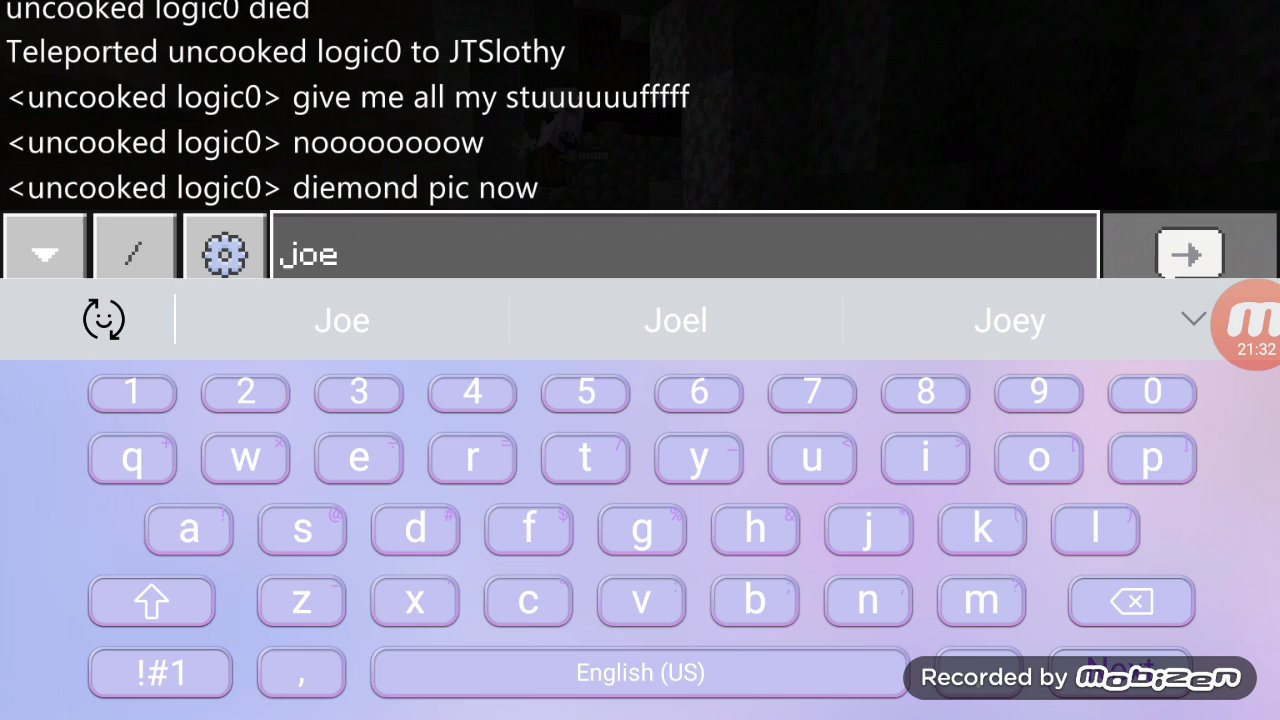 uncooked logic0 died
Teleported uncooked logic0 to JTSlothy
<uncooked logic0> give me all my stuuuuuufffff
<uncooked logic0> noooooooow
<uncooked logic0> diemond pic now
/
joe
Joe Joel Joey
21:32
1 2 3 4 5 6 7 8 9 0
q w e r t y u i o p
a s d f g h j k l
z x c v b n m
!#1 , English (US) Next
Recorded by mobizen